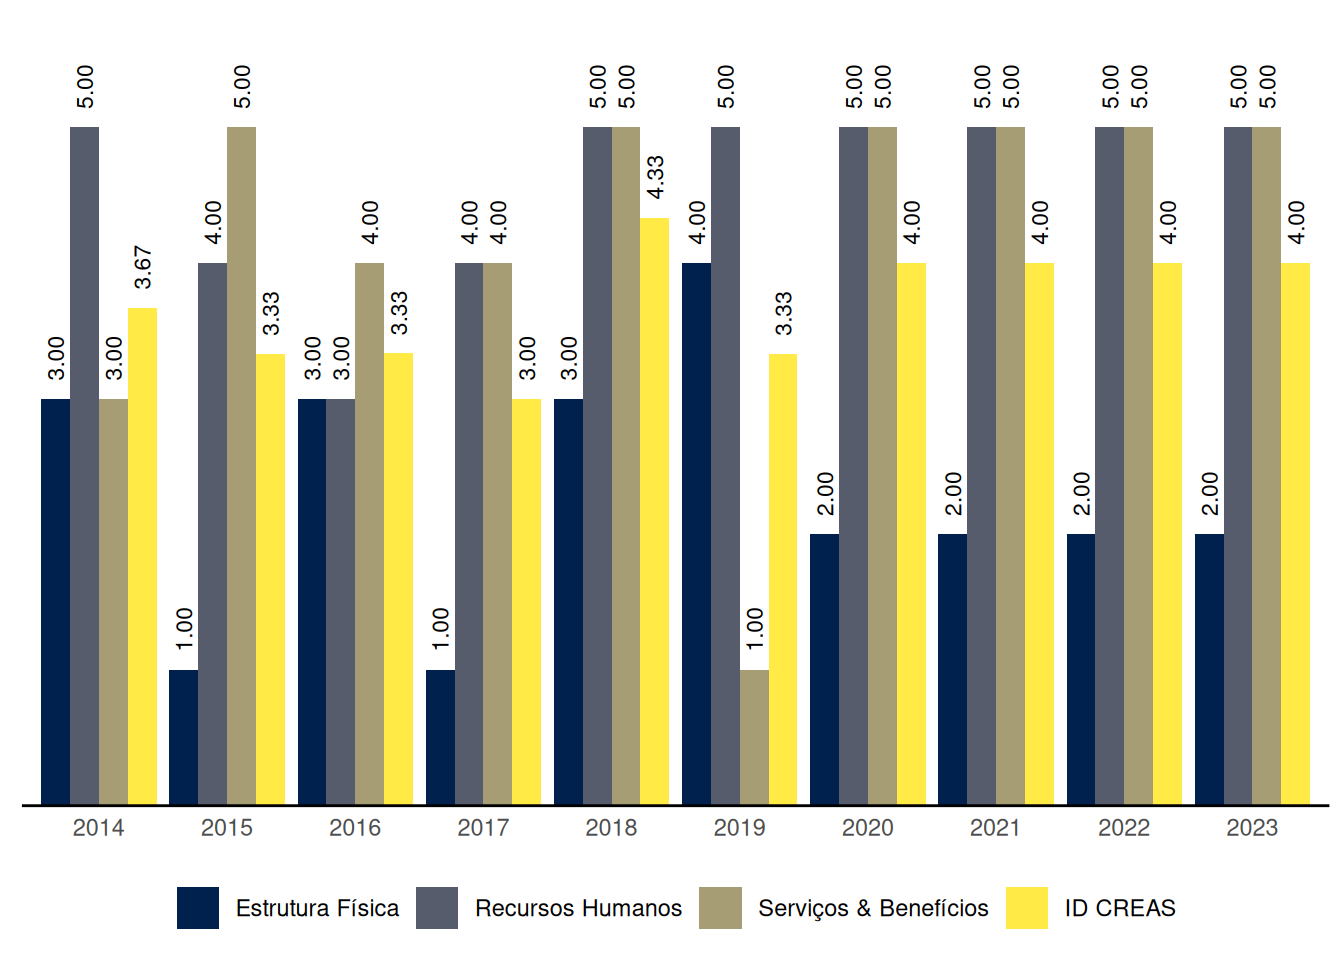 5.00 5.00 5.00 5.00 5.00 5.00 5.00 5.00 5.00 5.00 5.00 5.00 5.00
4.33
4.00 4.00 4.00 4.00 4.00 4.00 4.00 4.00 4.00
3.67
3.33 3.33 3.33
3.00 3.00 3.00 3.00 3.00 3.00
2.00 2.00 2.00 2.00
1.00 1.00 1.00
2014 2015 2016 2017 2018 2019 2020 2021 2022 2023
Estrutura Física Recursos Humanos Serviços & Benefícios ID CREAS